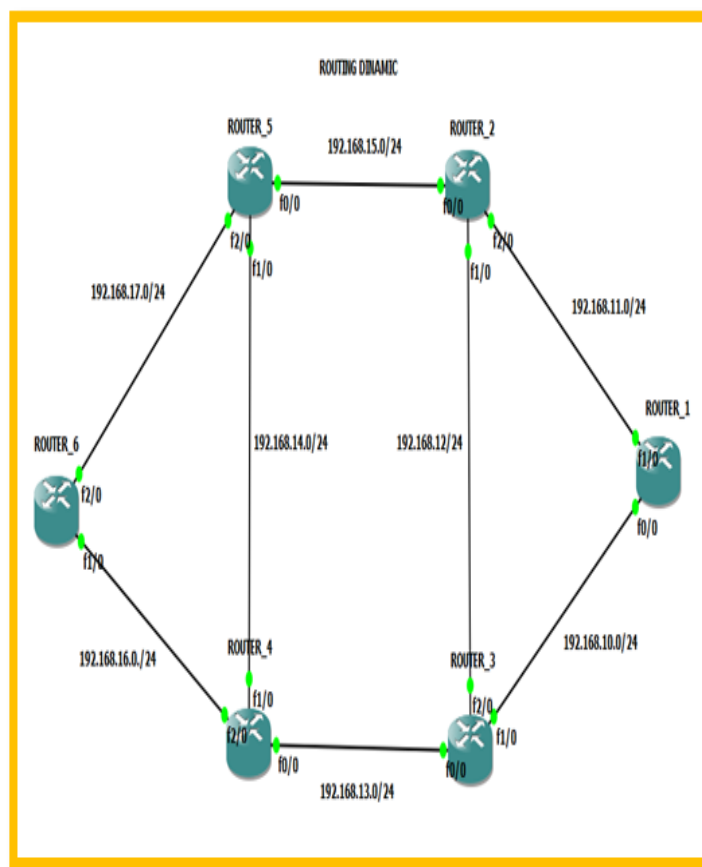 ROUTING DINAMIC
ROUTER_5
ROUTER_2
192.168.15.0/24
f0/0
f0/0
f2/0
f2/0
f1/0
f1/0
192.168.17.0/24
192.168.11.0/24
ROUTER_1
ROUTER_6
192.168.14.0/24
192.168.12/24
f1/0
f2/0
f0/0
f1/0
192.168.16.0./24
192.168.10.0/24
ROUTER_4
ROUTER_3
f1/0
f2/0
f2/0
f1/0
f0/0
f0/0
192.168.13.0/24